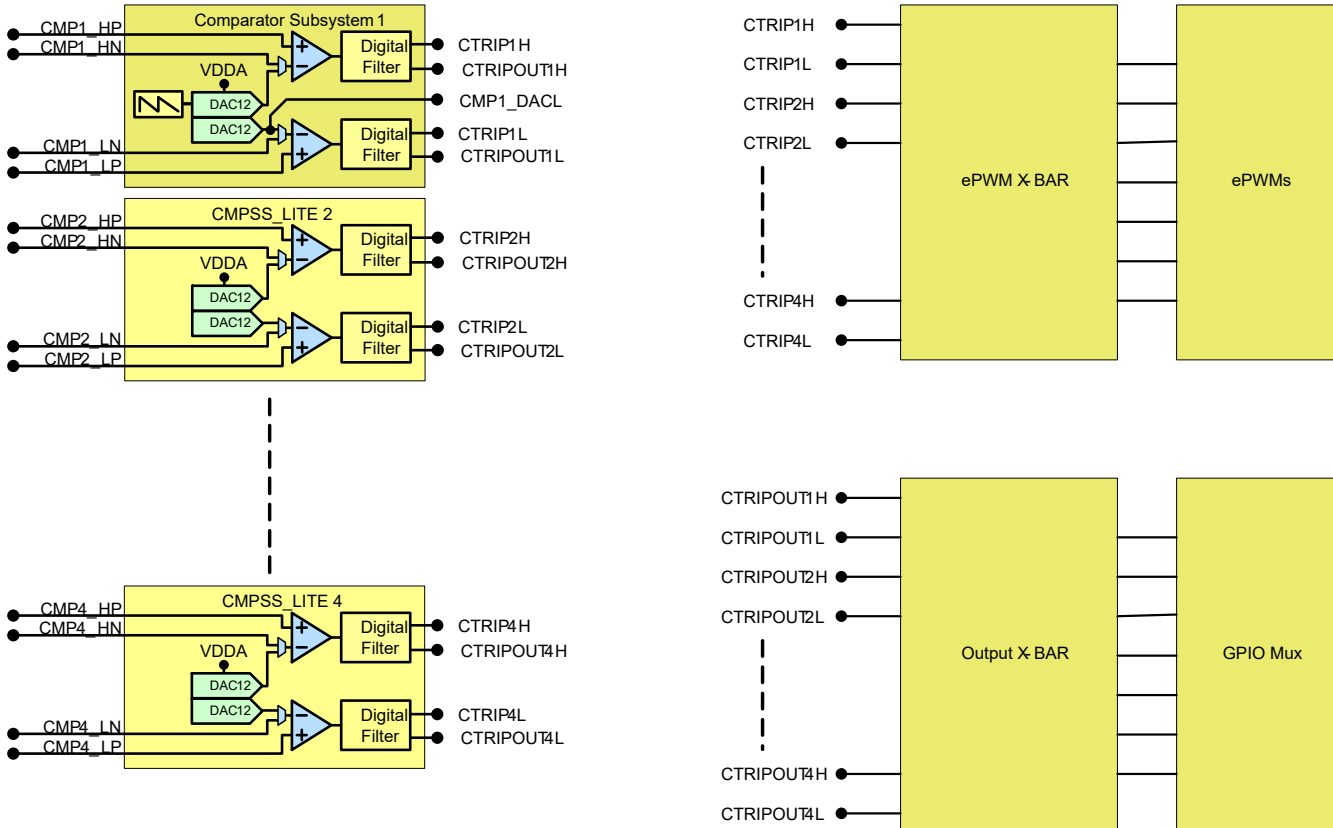 Comparator Subsystem 1
CMP1_HP
CMP1_HN
VDDA
DAC12
DAC12
CMP1_LN
CMP1_LP
Digital
Filter
Digital
Filter
CTRIP1H
CTRIPOUT1H
CMP1_DACL
CTRIP1L
CTRIPOUT1L
CMPSS_LITE 2
CMP2_HP
CMP2_HN
VDDA
DAC12
DAC12
CMP2_LN
CMP2_LP
Digital
Filter
Digital
Filter
CTRIP2H
CTRIPOUT2H
CTRIP2L
CTRIPOUT2L
CMPSS_LITE 4
CMP4_HP
CMP4_HN
VDDA
DAC12
DAC12
CMP4_LN
CMP4_LP
Digital
Filter
Digital
Filter
CTRIP4H
CTRIPOUT4H
CTRIP4L
CTRIPOUT4L
CTRIP1H
CTRIP1L
CTRIP2H
CTRIP2L
CTRIP4H
CTRIP4L
ePWM X-BAR
ePWMs
CTRIPOUT1H
CTRIPOUT1L
CTRIPOUT2H
CTRIPOUT2L
CTRIPOUT4H
CTRIPOUT4L
Output X-BAR
GPIO Mux